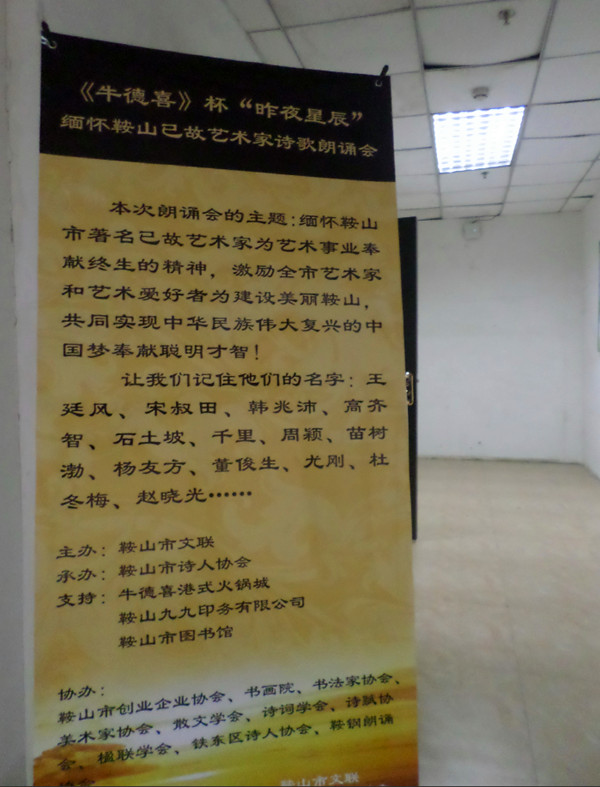 《牛德喜》杯“昨夜星辰”
缅怀鞍山已故艺术家诗歌朗诵会
本次朗诵会的主题：缅怀鞍山
市著名已故艺术家为艺术事业奉
献终生的精神，激励全市艺术家
和艺术爱好者为建设美丽鞍山，
共同实现中华民族伟大复兴的中
国梦奉献聪明才智！
让我们记住他们的名字：王
廷风、宋叔田、韩兆沛、高齐
智、石土坡、千里、周颖、苗树
渤、杨友方、董俊生、尤刚、杜
冬梅、赵晓光……
主办：鞍山市文联
承办：鞍山市诗人协会
支持：牛德喜港式火锅城
鞍山九九印务有限公司
鞍山市图书馆
协办：
鞍山市创业企业协会、书画院、书法家协会、
美术家协会、散文学会、诗词学会、诗赋协
会、楹联学会、铁东区诗人协会、鞍钢朗诵
鞍山市文联